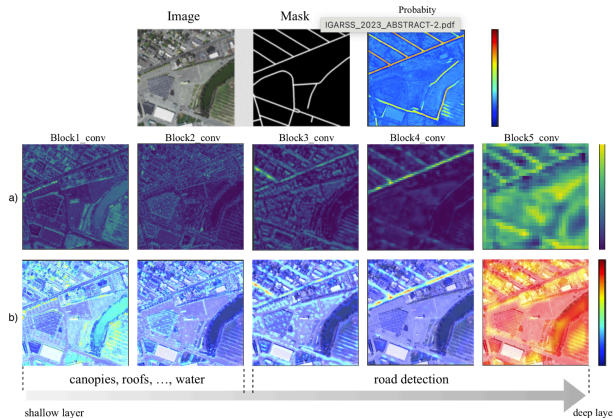 Image Mask Probabity
IGARSS_2023_ABSTRACT-2.pdf
Block1_conv Block2_conv Block3_conv Block4_conv Block5_conv
a)
b)
canopies, roofs, …, water road detection
shallow layer deep laye